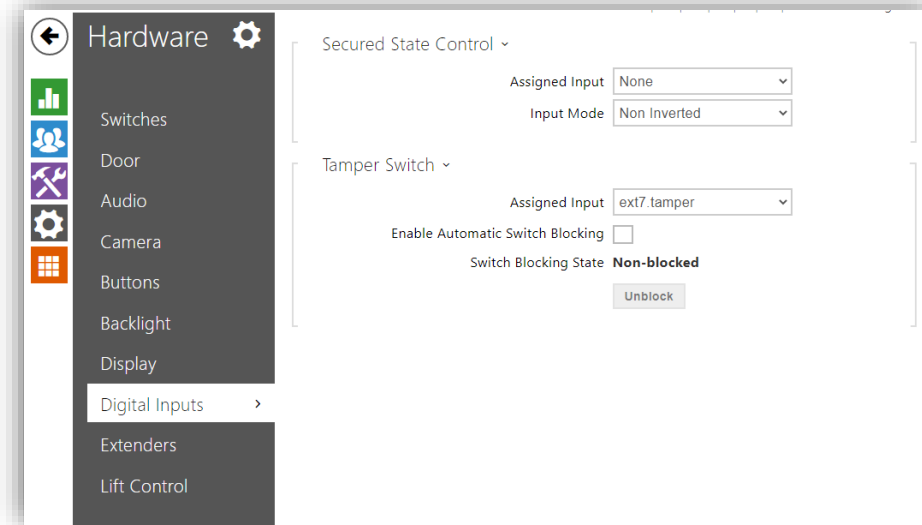 Hardware
Switches
Door
Audio
Camera
Buttons
Backlight
Display
Digital Inputs
Extenders
Lift Control
Secured State Control
Assigned Input None
Input Mode Non Inverted
Tamper Switch
Assigned Input ext7.tamper
Enable Automatic Switch Blocking
Switch Blocking State Non-blocked
Unblock